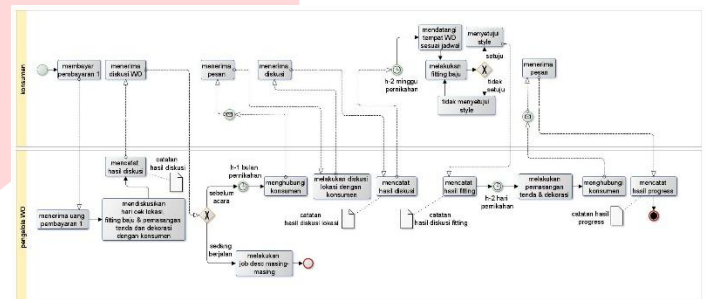 konsumen
membayar
pembayaran 1
menerima
diskusi WO
menerima
pesan
menerima
diskusi
h-2 minggu
pernikahan
mendatangi
tempat WO
sesuai jadwal
melakukan
fitting baju
menyetujui
style
setuju
tidak
setuju
tidak menyetujui
style
menerima
pesan
pengelola WO
menerima uang
pembayaran 1
mencatat
hasil diskusi
catatan
hasil diskusi
mendiskusikan
hari cek lokasi,
fitting baju & pemasangan
tenda dan dekorasi
dengan konsumen
sebelum
acara
sedang
berjalan
h-1 bulan
pernikahan
menghubungi
konsumen
melakukan diskusi
lokasi dengan
konsumen
mencatat
hasil diskusi
catatan
hasil diskusi lokasi
melakukan
job desc masing-
masing
mencatat
hasil fitting
catatan
hasil diskusi fitting
h-2 hari
pernikahan
melakukan
pemasangan
tenda & dekorasi
menghubungi
konsumen
mencatat
hasil progress
catatan hasil
progress